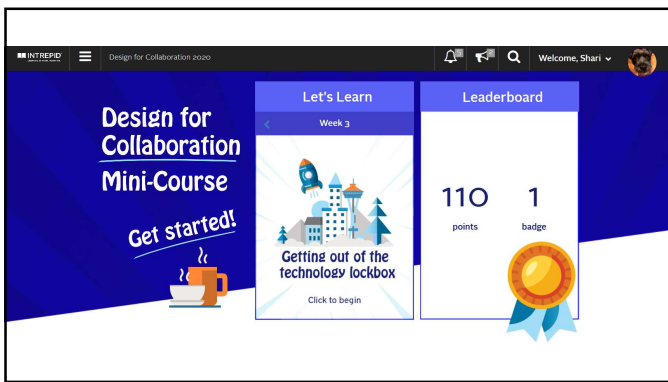 INTREPID
Design for Collaboration 2020
Welcome, Shari
Design for
Collaboration
Mini-Course
Get started!
Let's Learn
Week 3
Getting out of the
technology lockbox
Click to begin
Leaderboard
110
points
1
badge